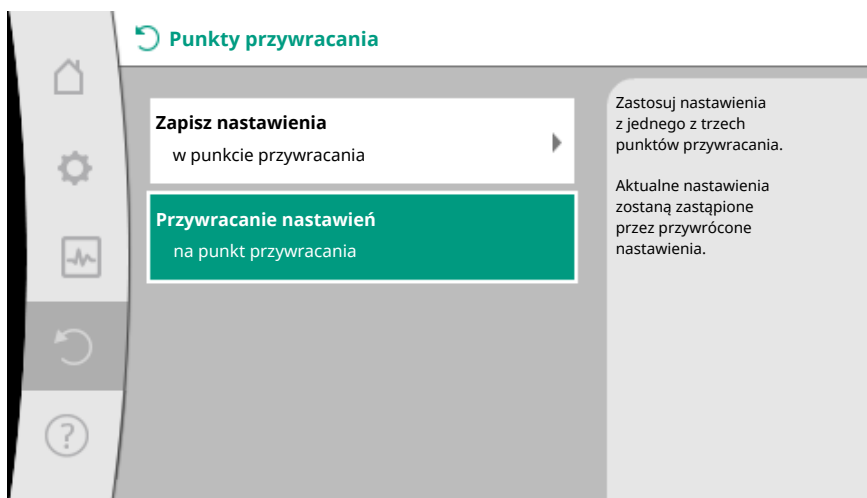 Punkty przywracania
Zapisz nastawienia
w punkcie przywracania
Przywracanie nastawień
na punkt przywracania
Zastosuj nastawienia
z jednego z trzech
punktów przywracania.
Aktualne nastawienia
zostaną zastąpione
przez przywrócone
nastawienia.
?